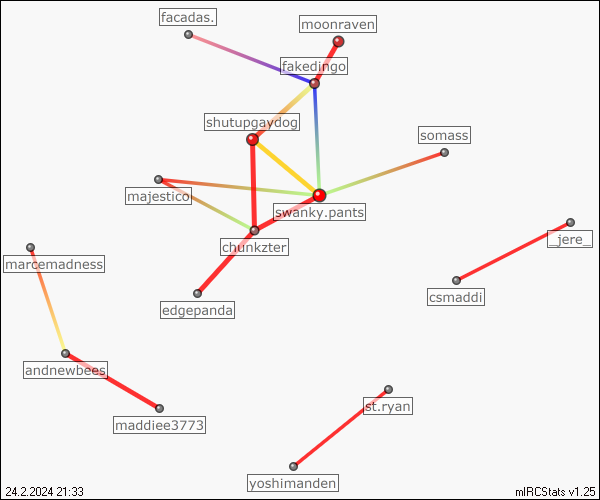 facadas.
moonraven
fakedingo
shutupgaydog
somass
majestico
swanky.pants
_jere_
chunkzter
marcemadness
csmaddi
edgepanda
andnewbees
st.ryan
maddiee3773
yoshimanden
24.2.2024 21:33
mIRCStats v1.25